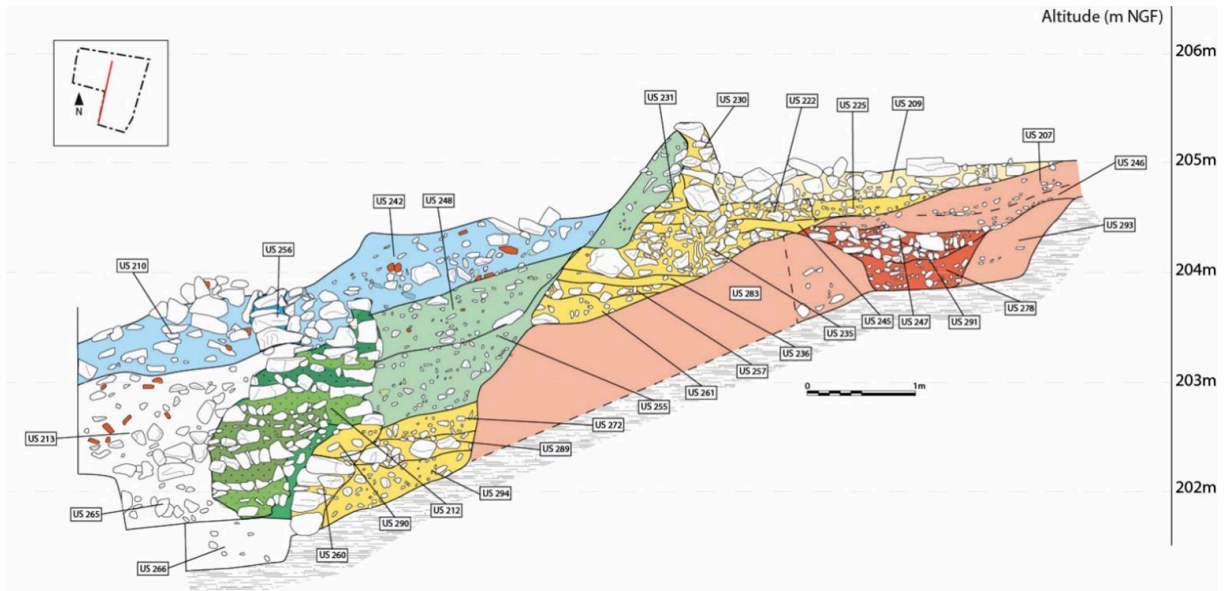 Altitude (m NGF)
206m
205m
204m
203m
202m
N
US 231
US 230
US 222
US 225
US 209
US 207
US 246
US 242
US 248
US 293
US 256
US 210
US 283
US 278
US 245
US 247
US 291
US 235
US 236
US 257
0
1m
US 261
US 255
US 272
US 213
US 289
US 294
US 212
US 265
US 290
US 260
US 266